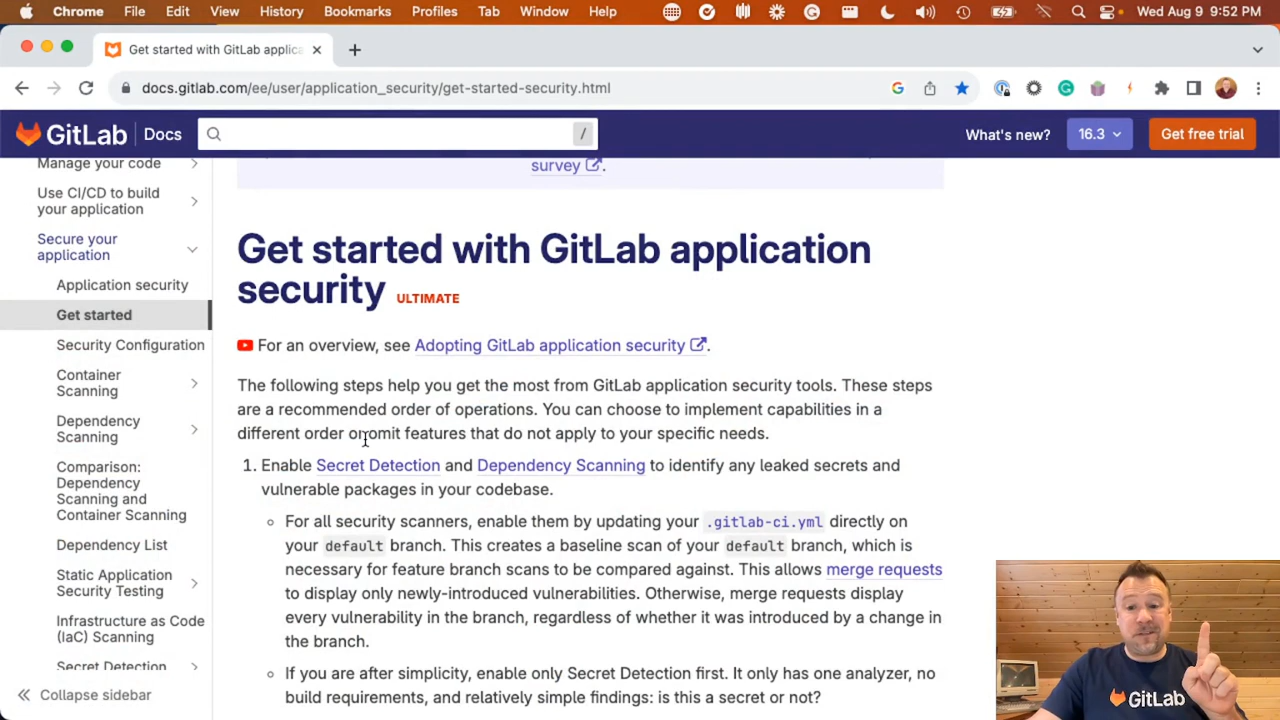 Chrome File Edit View History Bookmarks Profiles Tab Window Help Wed Aug 9 9:52 PM
Get started with GitLab applica
docs.gitlab.com/ee/user/application_security/get-started-security.html
GitLab Docs / What's new? 16.3 Get free trial
Manage your code
Use CI/CD to build
your application
Secure your
application
Application security
Get started
Security Configuration
Container
Scanning
Dependency
Scanning
Comparison:
Dependency
Scanning and
Container Scanning
Dependency List
Static Application
Security Testing
Infrastructure as Code
(IaC) Scanning
Secret Detection
Collapse sidebar
survey .
Get started with GitLab application
security ULTIMATE
For an overview, see Adopting GitLab application security .
The following steps help you get the most from GitLab application security tools. These steps
are a recommended order of operations. You can choose to implement capabilities in a
different order or omit features that do not apply to your specific needs.
1. Enable Secret Detection and Dependency Scanning to identify any leaked secrets and
vulnerable packages in your codebase.
For all security scanners, enable them by updating your .gitlab-ci.yml directly on
your default branch. This creates a baseline scan of your default branch, which is
necessary for feature branch scans to be compared against. This allows merge requests
to display only newly-introduced vulnerabilities. Otherwise, merge requests display
every vulnerability in the branch, regardless of whether it was introduced by a change in
the branch.
If you are after simplicity, enable only Secret Detection first. It only has one analyzer, no
build requirements, and relatively simple findings: is this a secret or not?
GitLab